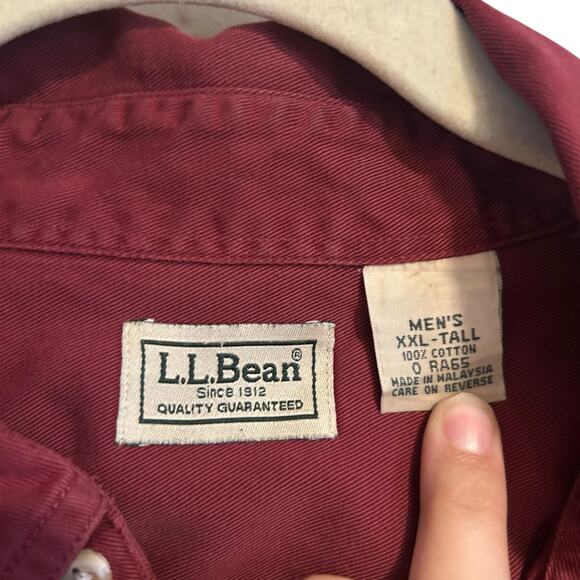 L.L.Bean®
Since 1912
QUALITY GUARANTEED
MEN'S
XXL-TALL
100% COTTON
0 RA65
MADE IN MALAYSIA
CARE ON REVERSE